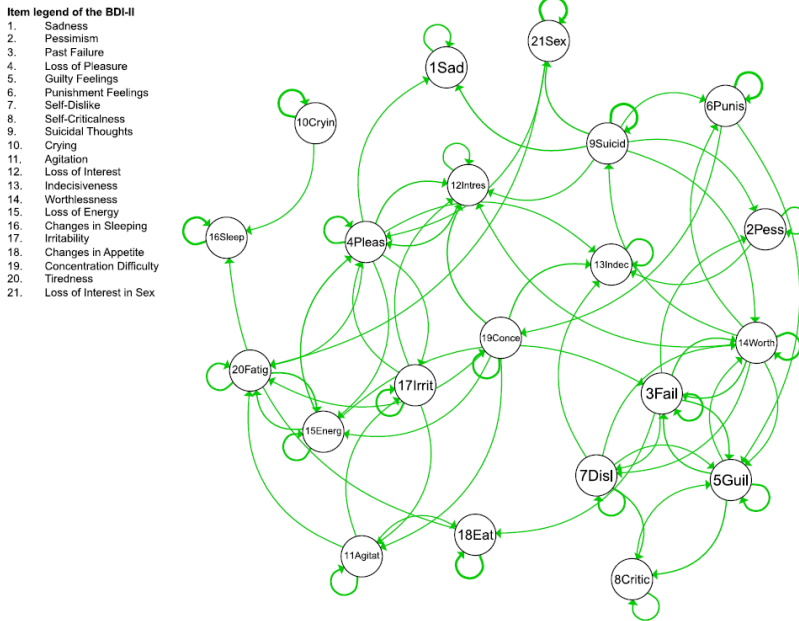 Item legend of the BDI-II
1. Sadness
2. Pessimism
3. Past Failure
4. Loss of Pleasure
5. Guilty Feelings
6. Punishment Feelings
7. Self-Dislike
8. Self-Criticalness
9. Suicidal Thoughts
10. Crying
11. Agitation
12. Loss of Interest
13. Indecisiveness
14. Worthlessness
15. Loss of Energy
16. Changes in Sleeping
17. Irritability
18. Changes in Appetite
19. Concentration Difficulty
20. Tiredness
21. Loss of Interest in Sex
21Sex
1Sad
6Punis
10Cryin
9Suicid
12Intres
2Pess
16Sleep
4Pleas
13Indec
19Conce
14Worth
20Fatig
17Irrit
3Fail
15Energ
7Disl
5Guil
18Eat
11Agitat
8Critic